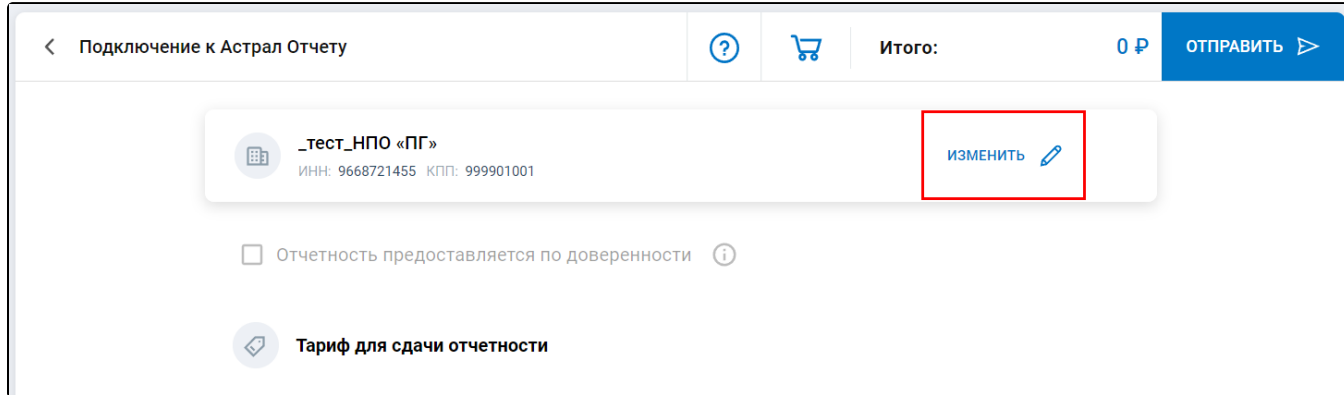 Подключение к Астрал Отчету
Итого: 0 ₽
ОТПРАВИТЬ
_тест_НПО «ПГ»
ИНН: 9668721455 КПП: 999901001
ИЗМЕНИТЬ
Отчетность предоставляется по доверенности
Тариф для сдачи отчетности